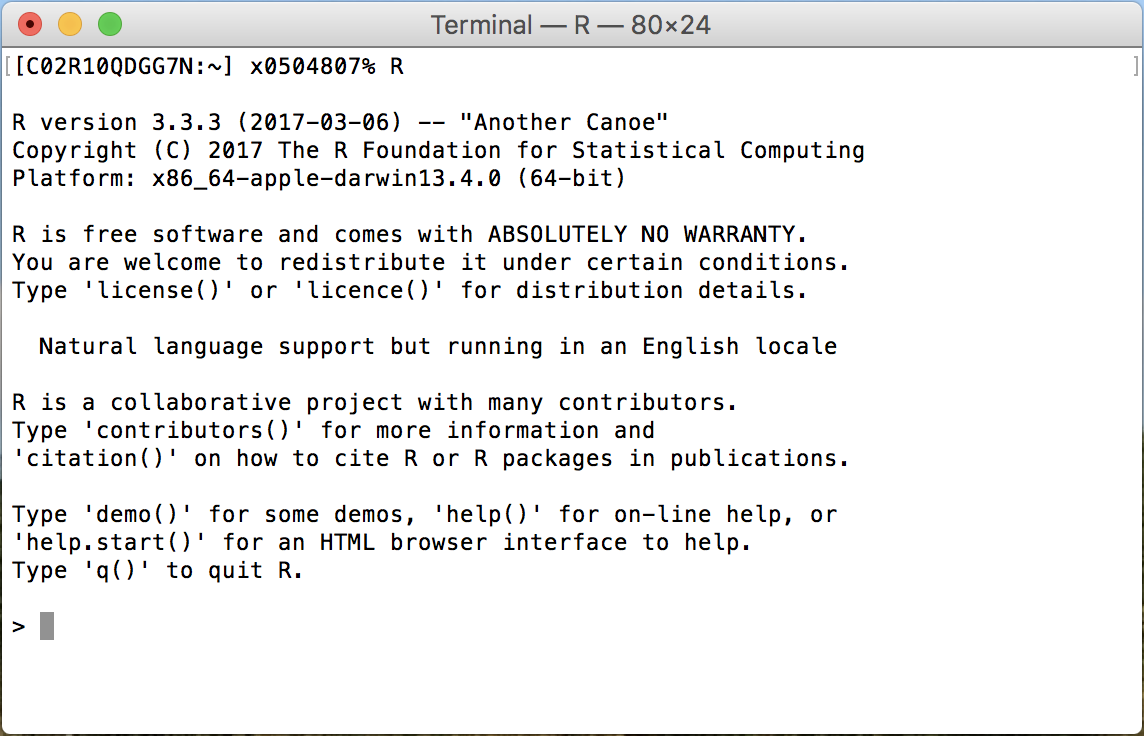 Terminal — R — 80×24
[[C02R10QDGG7N:~] x0504807% R ]
R version 3.3.3 (2017-03-06) -- "Another Canoe"
Copyright (C) 2017 The R Foundation for Statistical Computing
Platform: x86_64-apple-darwin13.4.0 (64-bit)
R is free software and comes with ABSOLUTELY NO WARRANTY.
You are welcome to redistribute it under certain conditions.
Type 'license()' or 'licence()' for distribution details.
Natural language support but running in an English locale
R is a collaborative project with many contributors.
Type 'contributors()' for more information and
'citation()' on how to cite R or R packages in publications.
Type 'demo()' for some demos, 'help()' for on-line help, or
'help.start()' for an HTML browser interface to help.
Type 'q()' to quit R.
>